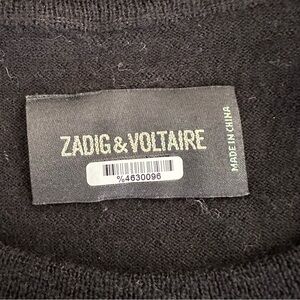 ZADIG & VOLTAIRE
MADE IN CHINA
%4630096